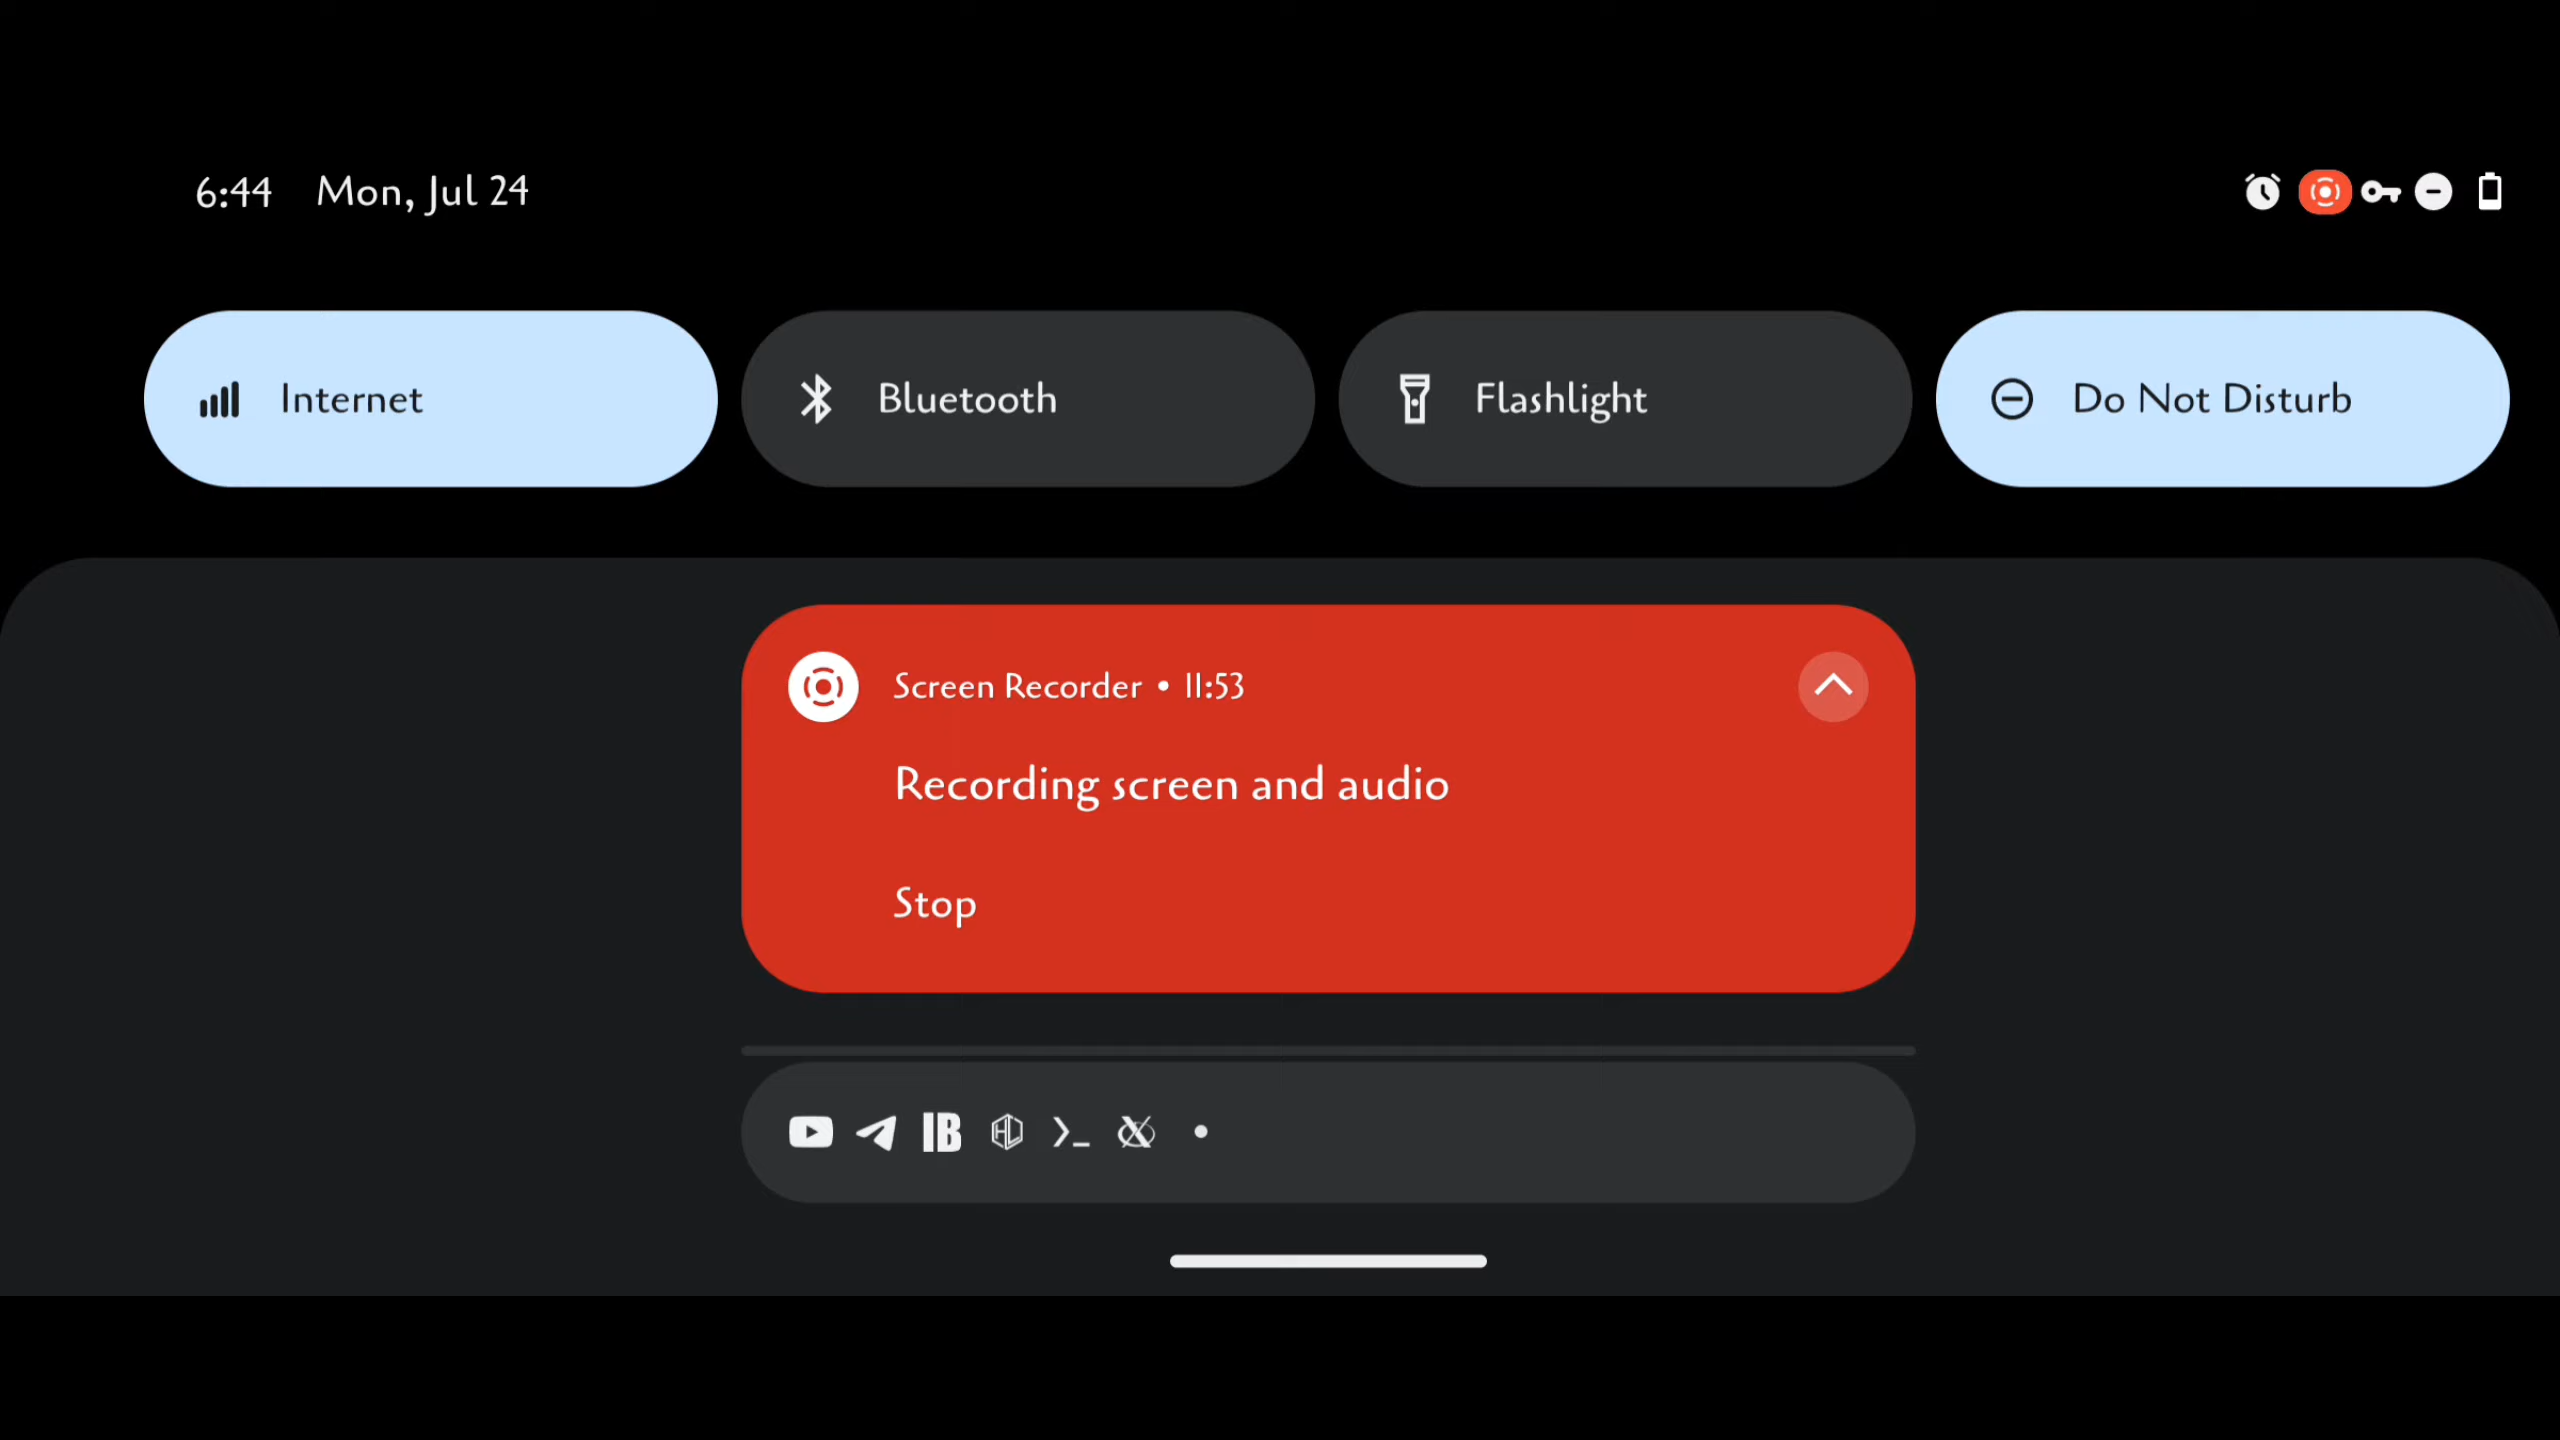 6:44 Mon, Jul 24
Internet
Bluetooth
Flashlight
Do Not Disturb
Screen Recorder • 11:53
Recording screen and audio
Stop